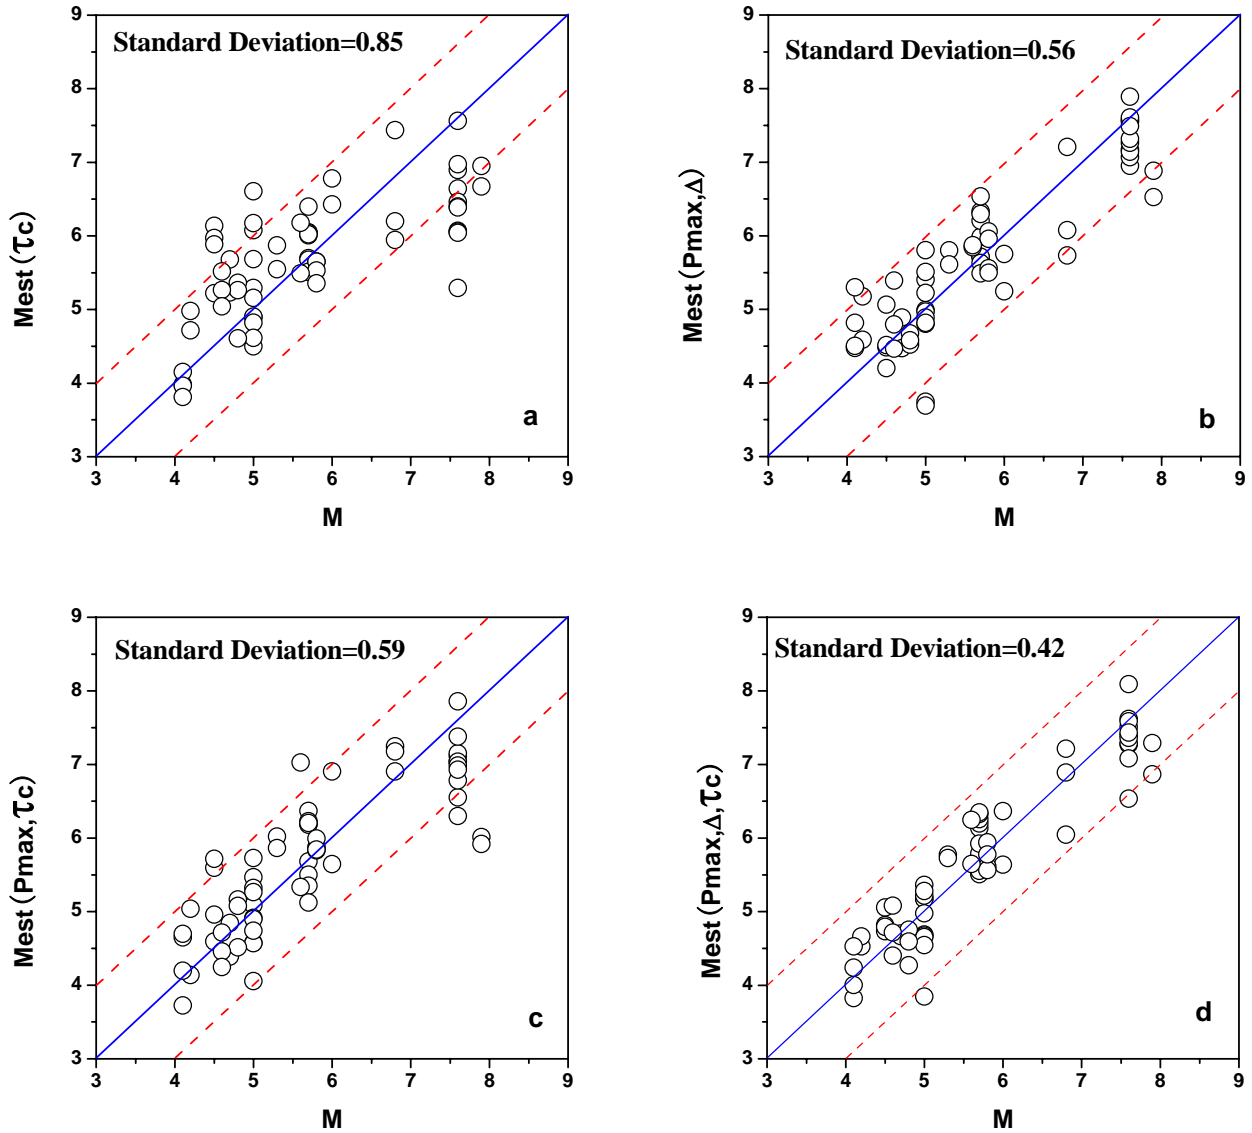 Standard Deviation=0.85
9
8
7
6
5
4
3
Mest (τc)
a
3 4 5 6 7 8 9
M
Standard Deviation=0.56
9
8
7
6
5
4
3
Mest (Pmax,Δ)
b
3 4 5 6 7 8 9
M
Standard Deviation=0.59
9
8
7
6
5
4
3
Mest (Pmax,τc)
c
3 4 5 6 7 8 9
M
Standard Deviation=0.42
9
8
7
6
5
4
3
Mest (Pmax,Δ,τc)
d
3 4 5 6 7 8 9
M